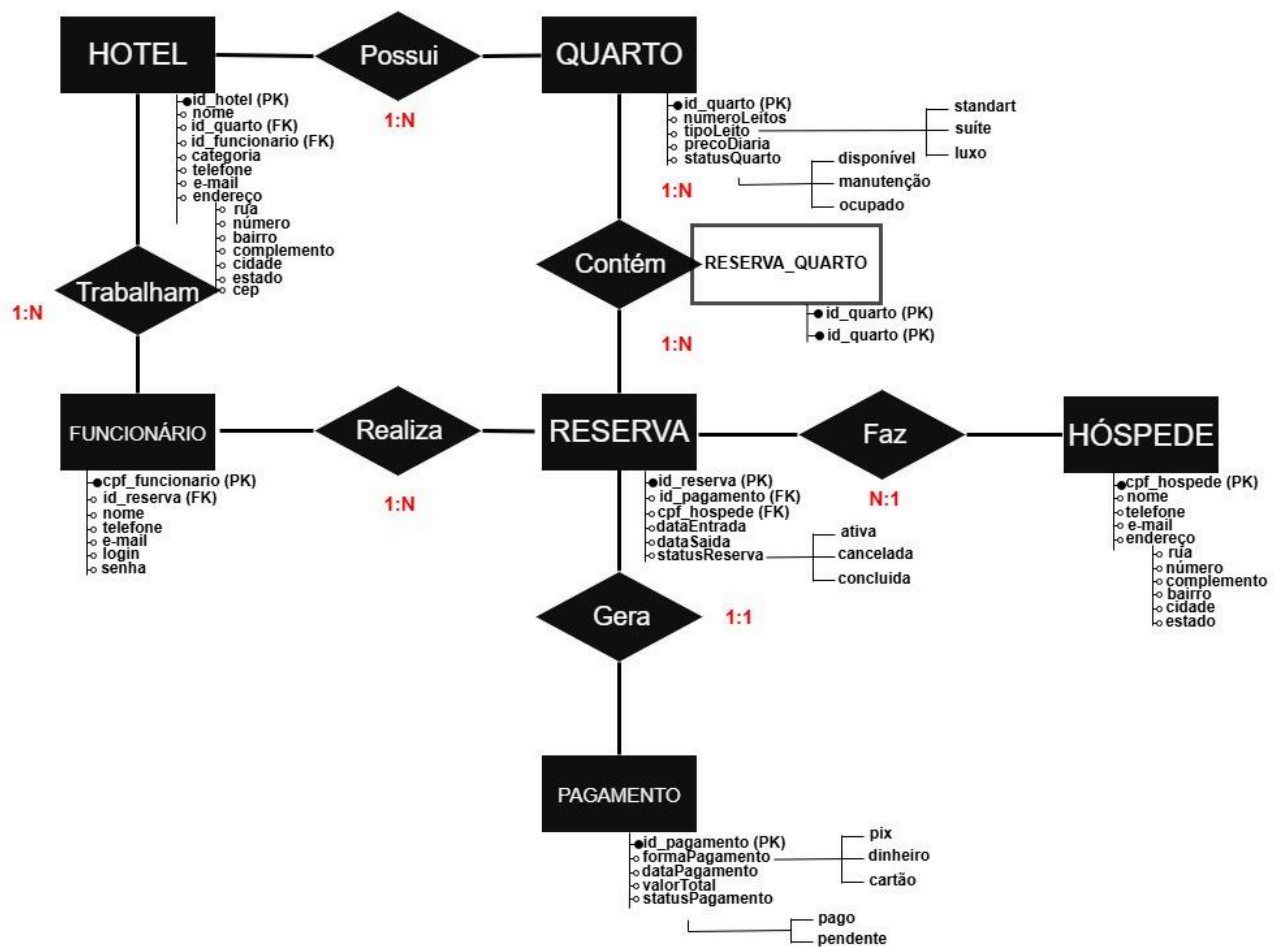 HOTEL
Possui
QUARTO
1:N
id_hotel (PK)
nome
id_quarto (FK)
id_funcionario (FK)
categoria
telefone
e-mail
endereço
rua
número
bairro
complemento
cidade
estado
cep
id_quarto (PK)
numeroLeitos
tipoLeito
precoDiaria
statusQuarto
standart
suíte
luxo
disponível
manutenção
ocupado
1:N
Trabalham
1:N
Contém
RESERVA_QUARTO
id_quarto (PK)
id_quarto (PK)
1:N
FUNCIONÁRIO
Realiza
RESERVA
Faz
HÓSPEDE
cpf_funcionario (PK)
id_reserva (FK)
nome
telefone
e-mail
login
senha
1:N
id_reserva (PK)
id_pagamento (FK)
cpf_hospede (FK)
dataEntrada
dataSaida
statusReserva
ativa
cancelada
concluida
N:1
cpf_hospede (PK)
nome
telefone
e-mail
endereço
rua
número
complemento
bairro
cidade
estado
Gera
1:1
PAGAMENTO
id_pagamento (PK)
formaPagamento
dataPagamento
valorTotal
statusPagamento
pix
dinheiro
cartão
pago
pendente